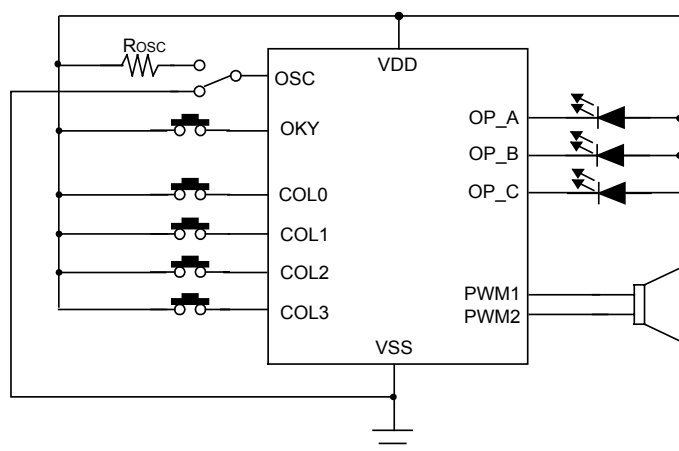 ROSC
VDD
OSC
OKY
COL0
COL1
COL2
COL3
OP_A
OP_B
OP_C
PWM1
PWM2
VSS